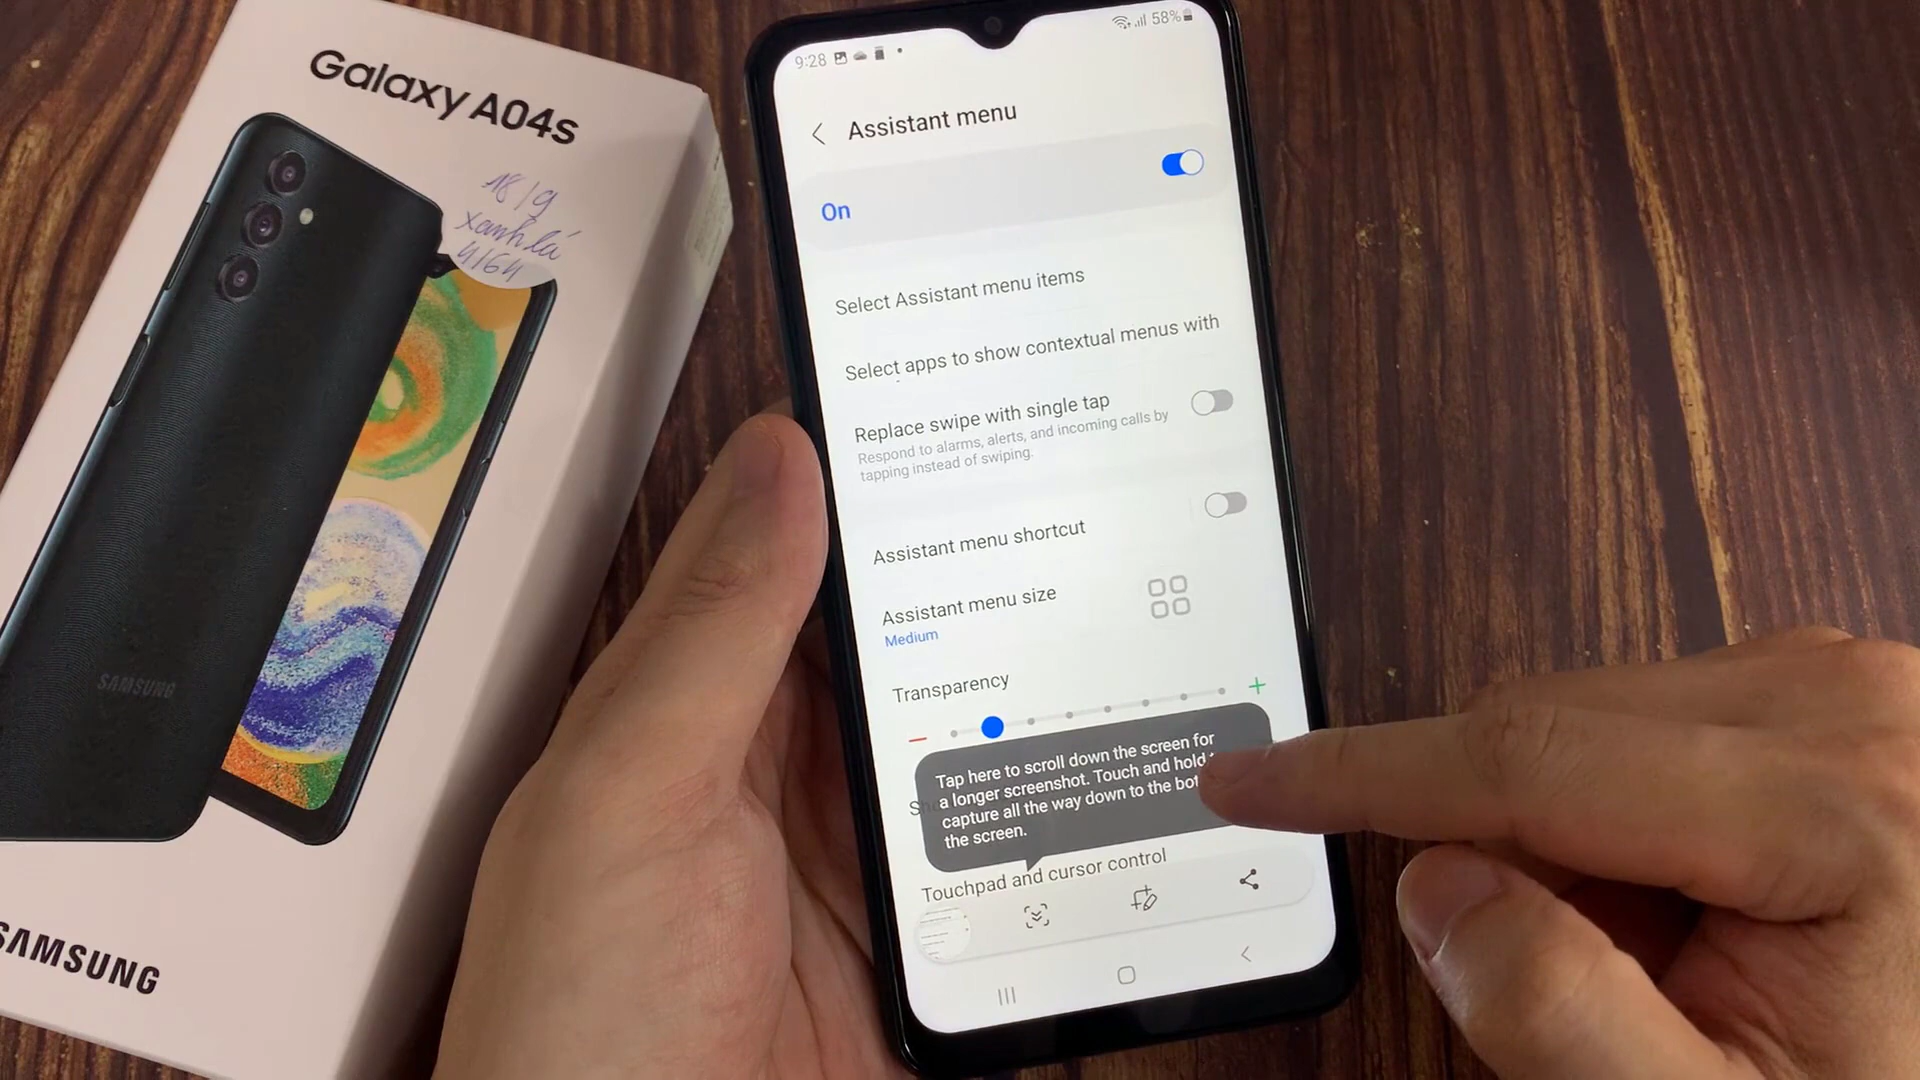 Galaxy A04s
18/9
xanh lá
4/64
SAMSUNG
SAMSUNG
9:28
58%
Assistant menu
On
Select Assistant menu items
Select apps to show contextual menus with
Replace swipe with single tap
Respond to alarms, alerts, and incoming calls by
tapping instead of swiping.
Assistant menu shortcut
Assistant menu size
Medium
Transparency
Tap here to scroll down the screen for
a longer screenshot. Touch and hold
capture all the way down to the
the screen.
Touchpad and cursor control